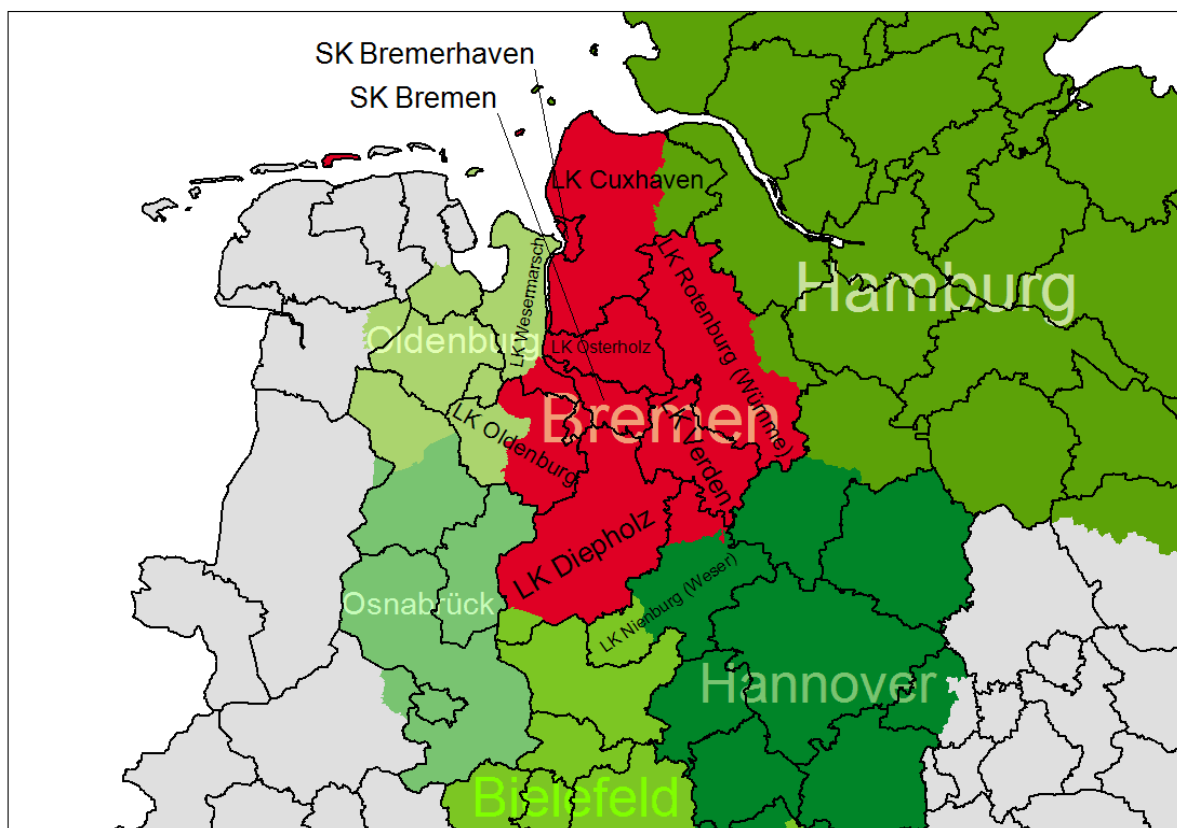 SK Bremerhaven
SK Bremen
LK Cuxhaven
LK Wesermarsch
LK Rotenburg (Wümme)
Hamburg
Oldenburg
LK Osterholz
Bremen
LK Oldenburg
LK Verden
LK Diepholz
Osnabrück
LK Nienburg (Weser)
Hannover
Bielefeld